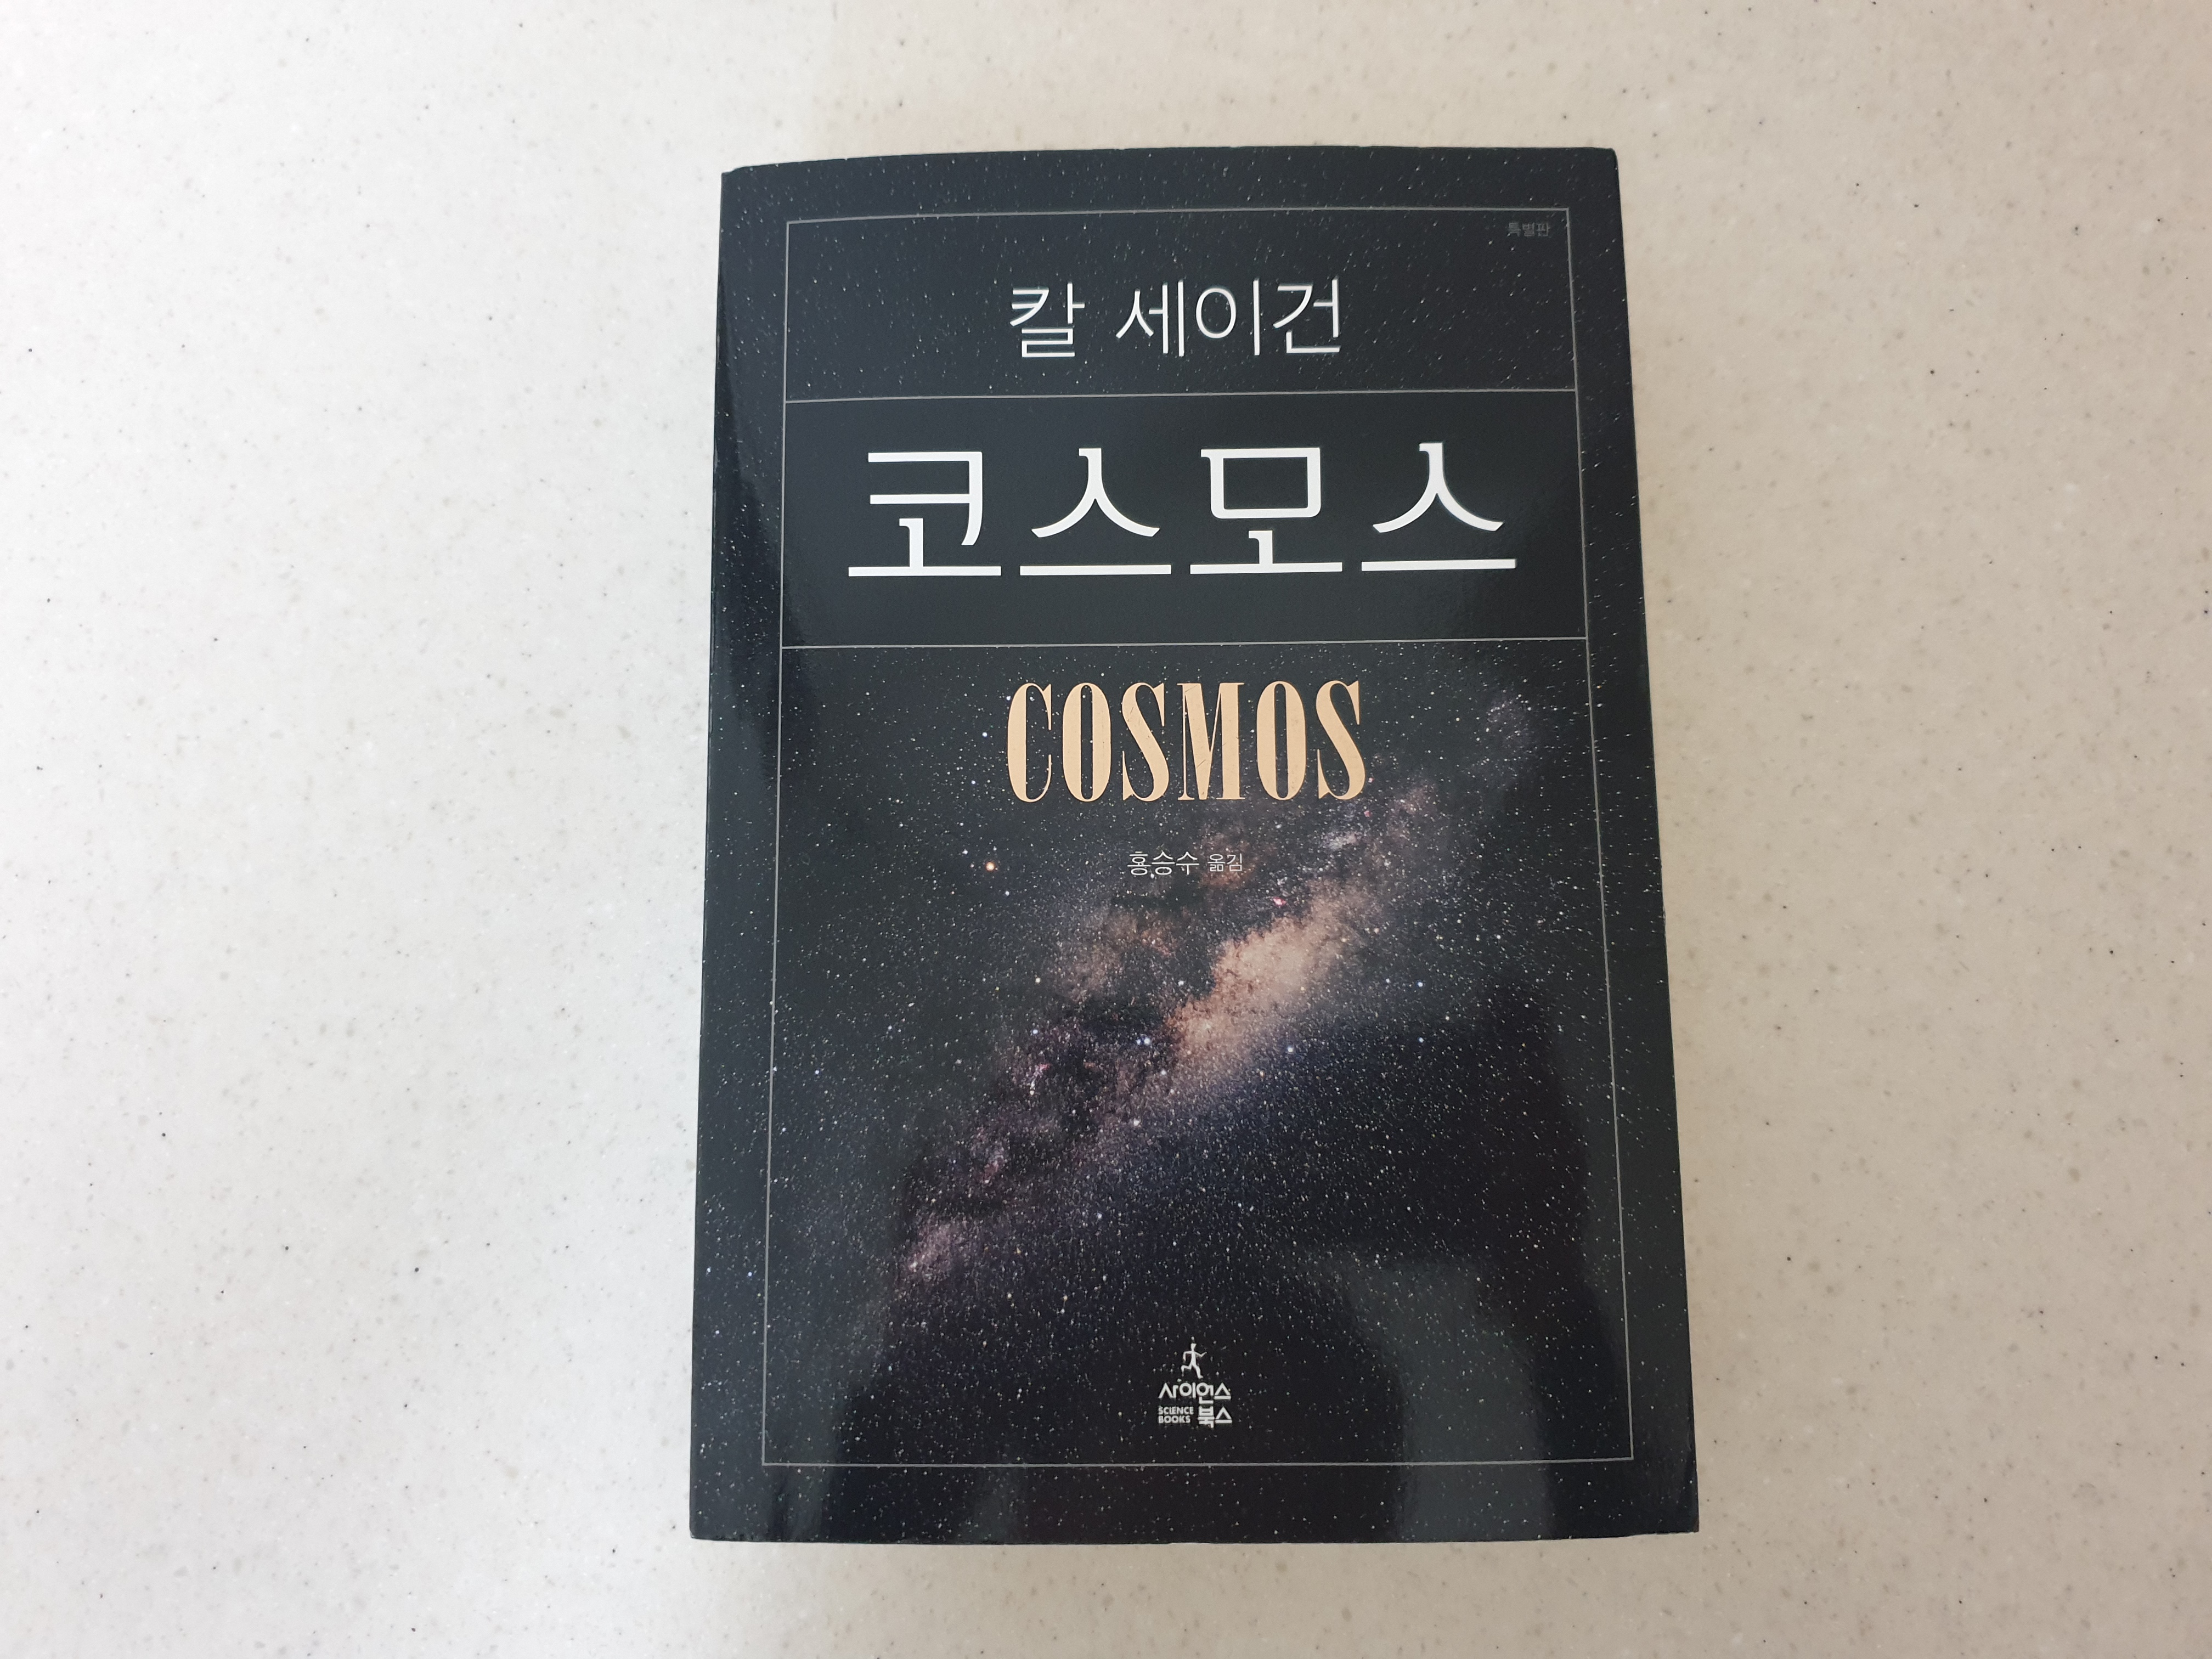 특별판
칼 세이건
코스모스
COSMOS
홍승수 옮김
사이언스
SCIENCE
BOOKS 북스